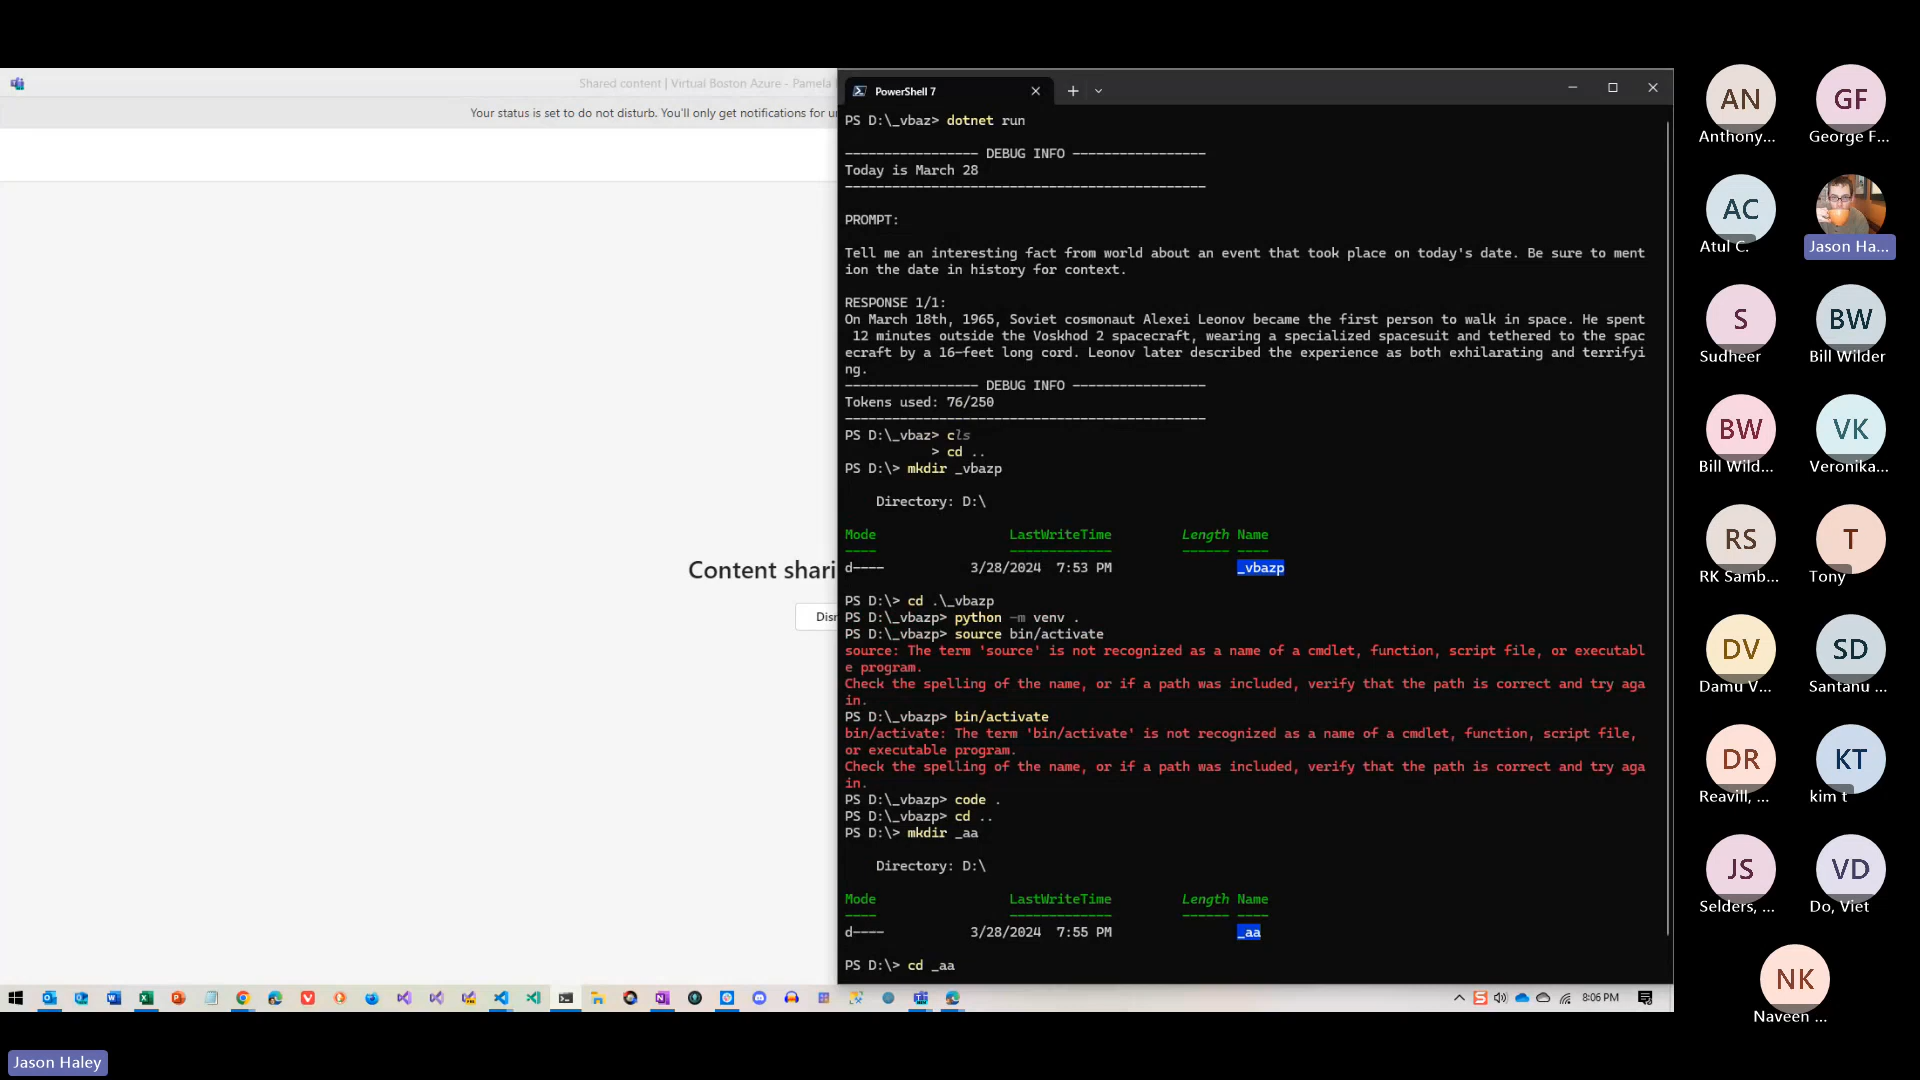 Shared content | Virtual Boston Azure - Pamela
Your status is set to do not disturb. You'll only get notifications for
Content shari
Dis
PowerShell 7
PS D:\_vbaz> dotnet run
----------------- DEBUG INFO -----------------
Today is March 28
----------------------------------------------
PROMPT:
Tell me an interesting fact from world about an event that took place on today's date. Be sure to ment
ion the date in history for context.
RESPONSE 1/1:
On March 18th, 1965, Soviet cosmonaut Alexei Leonov became the first person to walk in space. He spent
12 minutes outside the Voskhod 2 spacecraft, wearing a specialized spacesuit and tethered to the spac
ecraft by a 16-feet long cord. Leonov later described the experience as both exhilarating and terrifyi
ng.
----------------- DEBUG INFO -----------------
Tokens used: 76/250
----------------------------------------------
PS D:\_vbaz> cls
> cd ..
PS D:\> mkdir _vbazp
Directory: D:\
Mode LastWriteTime Length Name
---- ------------- ------ ----
d---- 3/28/2024 7:53 PM _vbazp
PS D:\> cd .\_vbazp
PS D:\_vbazp> python -m venv .
PS D:\_vbazp> source bin/activate
source: The term 'source' is not recognized as a name of a cmdlet, function, script file, or executabl
e program.
Check the spelling of the name, or if a path was included, verify that the path is correct and try aga
in.
PS D:\_vbazp> bin/activate
bin/activate: The term 'bin/activate' is not recognized as a name of a cmdlet, function, script file,
or executable program.
Check the spelling of the name, or if a path was included, verify that the path is correct and try aga
in.
PS D:\_vbazp> code .
PS D:\_vbazp> cd ..
PS D:\> mkdir _aa
Directory: D:\
Mode LastWriteTime Length Name
---- ------------- ------ ----
d---- 3/28/2024 7:55 PM _aa
PS D:\> cd _aa
8:06 PM
Jason Haley
AN GF
Anthony... George F...
AC
Atul C. Jason Ha...
S BW
Sudheer Bill Wilder
BW VK
Bill Wild... Veronika...
RS T
RK Samb... Tony
DV SD
Damu V... Santanu ...
DR KT
Reavill, ... kim t
JS VD
Selders, ... Do, Viet
NK
Naveen ...